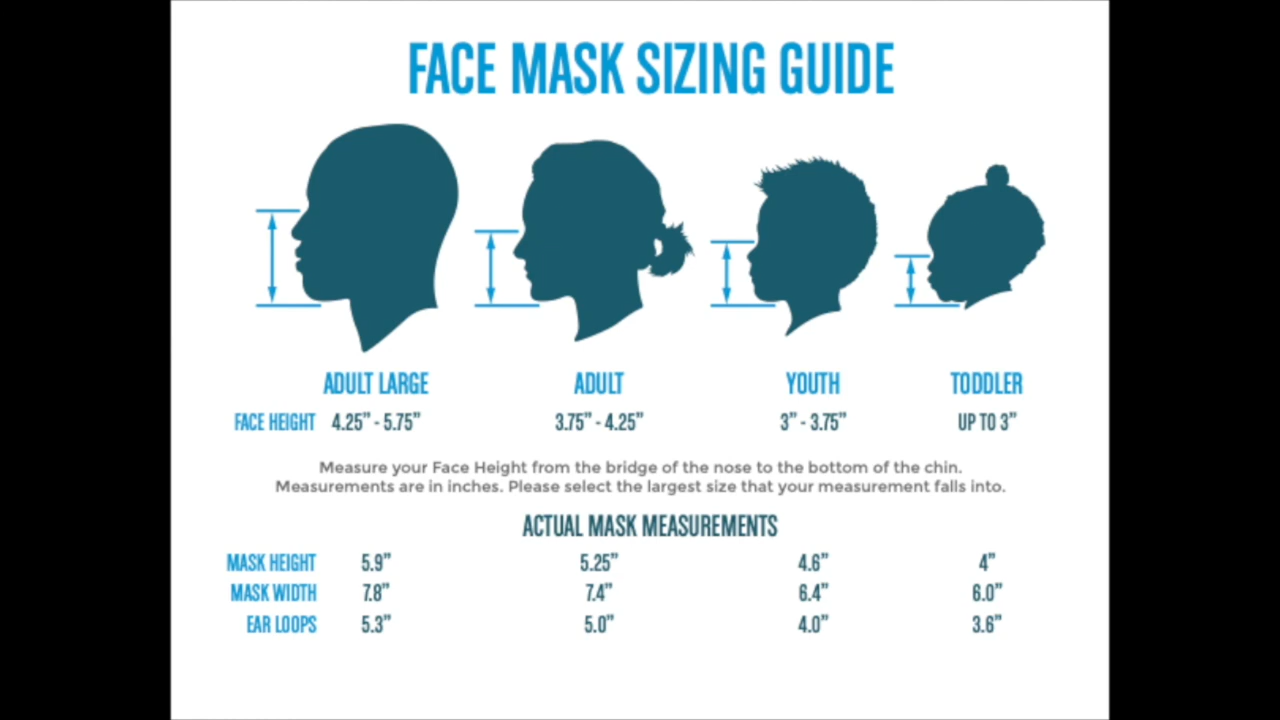 FACE MASK SIZING GUIDE
ADULT LARGE ADULT YOUTH TODDLER
FACE HEIGHT 4.25” - 5.75” 3.75” - 4.25” 3” - 3.75” UP TO 3”
Measure your Face Height from the bridge of the nose to the bottom of the chin.
Measurements are in inches. Please select the largest size that your measurement falls into.
ACTUAL MASK MEASUREMENTS
MASK HEIGHT 5.9” 5.25” 4.6” 4”
MASK WIDTH 7.8” 7.4” 6.4” 6.0”
EAR LOOPS 5.3” 5.0” 4.0” 3.6”